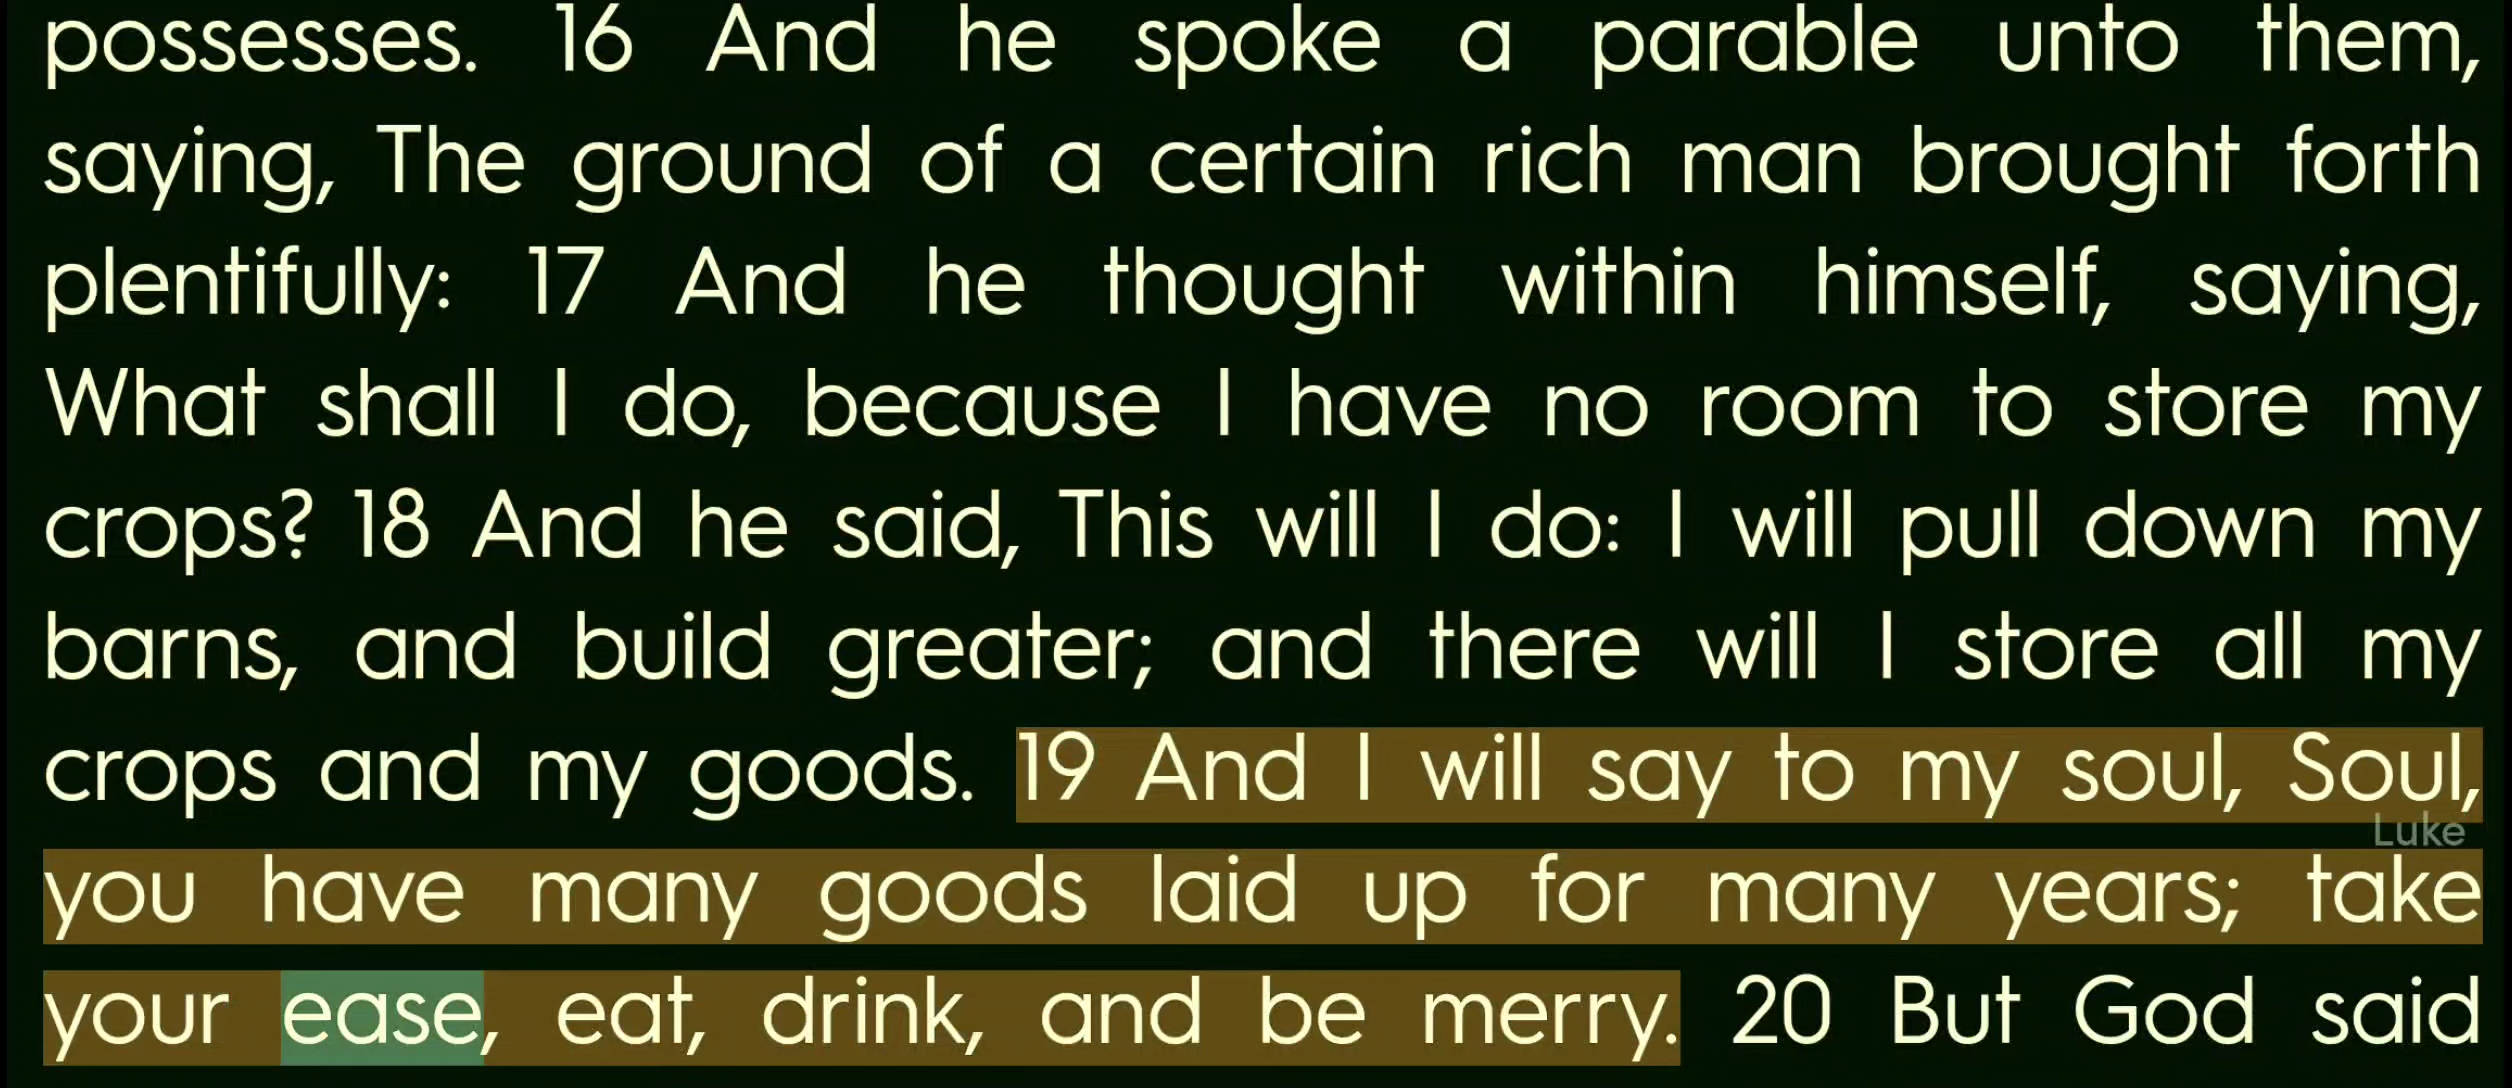 possesses. 16 And he spoke a parable unto them,
saying, The ground of a certain rich man brought forth
plentifully: 17 And he thought within himself, saying,
What shall I do, because I have no room to store my
crops? 18 And he said, This will I do: I will pull down my
barns, and build greater; and there will I store all my
crops and my goods. 19 And I will say to my soul, Soul,
Luke
you have many goods laid up for many years; take
your ease, eat, drink, and be merry. 20 But God said